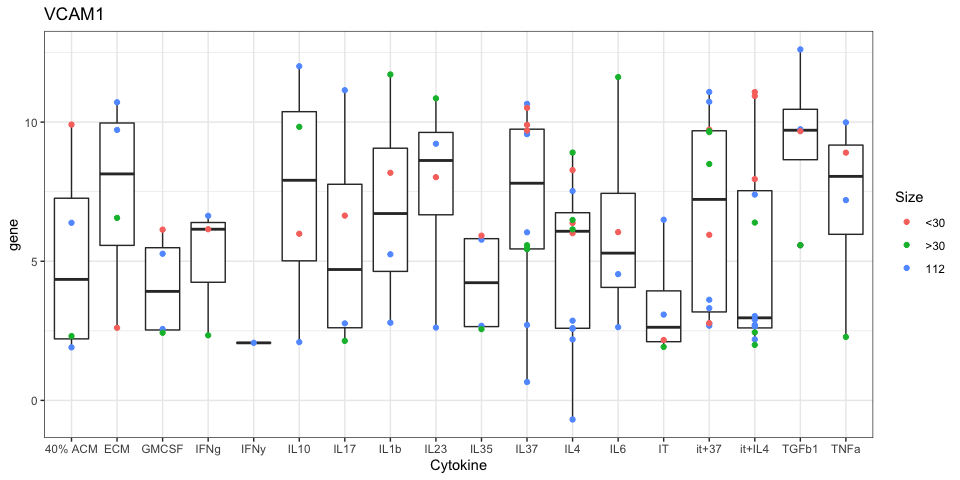 VCAM1
gene
10
5
0
40% ACM ECM GMCSF IFNg IFNy IL10 IL17 IL1b IL23 IL35 IL37 IL4 IL6 IT it+37 it+IL4 TGFb1 TNFa
Cytokine
Size
<30
>30
112